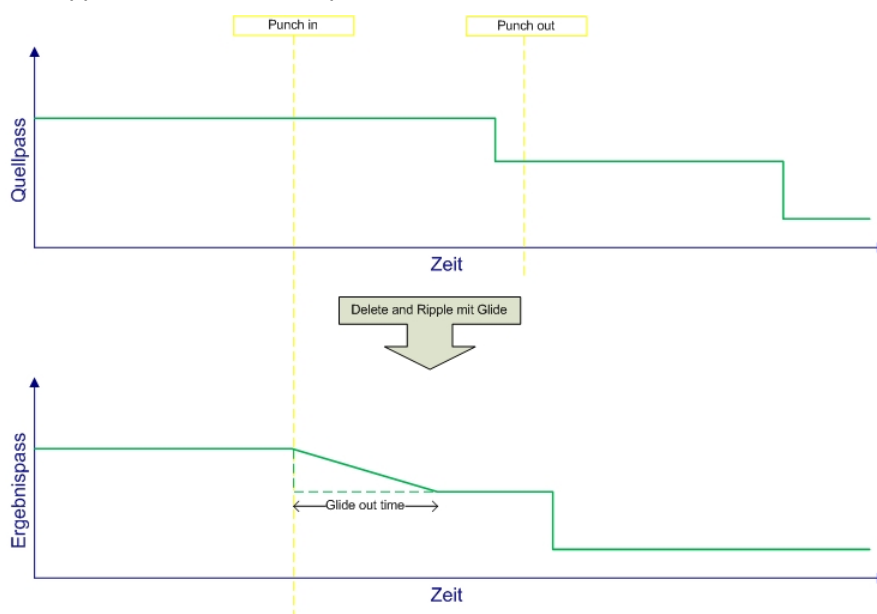 Punch in
Punch out
Quellpass
Zeit
Delete and Ripple mit Glide
Ergebnispass
Glide out time
Zeit